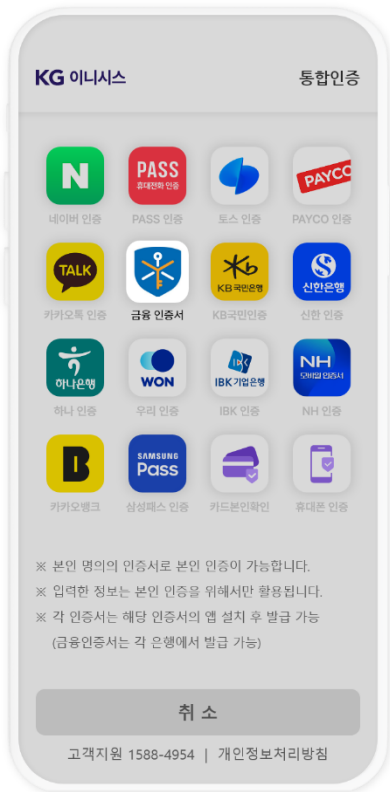 KG 이니시스 통합인증
N PASS 휴대전화 인증 PAYCO
네이버 인증 PASS 인증 토스 인증 PAYCO 인증
TALK KB국민은행 신한은행
카카오톡 인증 금융 인증서 KB국민인증 신한 인증
하나은행 WON IBK기업은행 NH 모바일 인증서
하나 인증 우리 인증 IBK 인증 NH 인증
B SAMSUNG Pass
카카오뱅크 삼성패스 인증 카드본인확인 휴대폰 인증
※ 본인 명의의 인증서로 본인 인증이 가능합니다.
※ 입력한 정보는 본인 인증을 위해서만 활용됩니다.
※ 각 인증서는 해당 인증서의 앱 설치 후 발급 가능
(금융인증서는 각 은행에서 발급 가능)
취 소
고객지원 1588-4954 | 개인정보처리방침